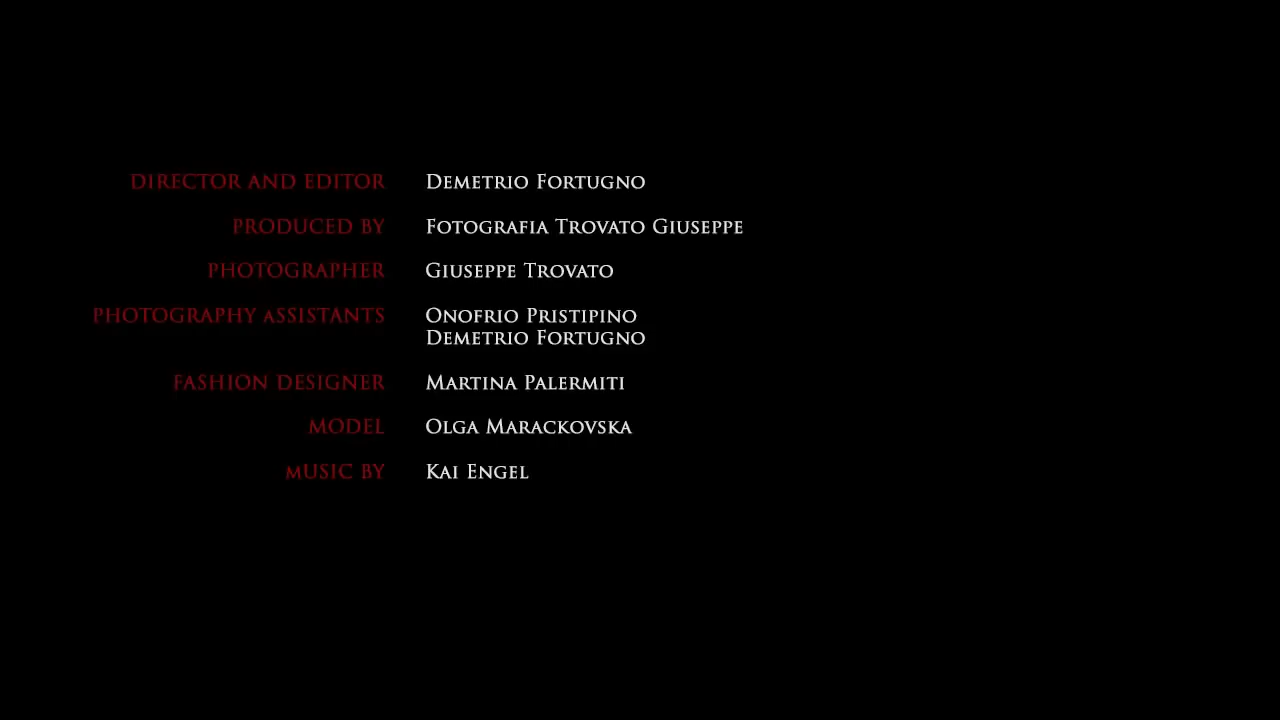 DIRECTOR AND EDITOR Demetrio Fortugno
PRODUCED BY Fotografia Trovato Giuseppe
PHOTOGRAPHER Giuseppe Trovato
PHOTOGRAPHY aSSISTANTS Onofrio Pristipino
Demetrio Fortugno
FASHION DESIGNER Martina Palermiti
MODEL Olga Marackovska
mUSIC BY Kai Engel